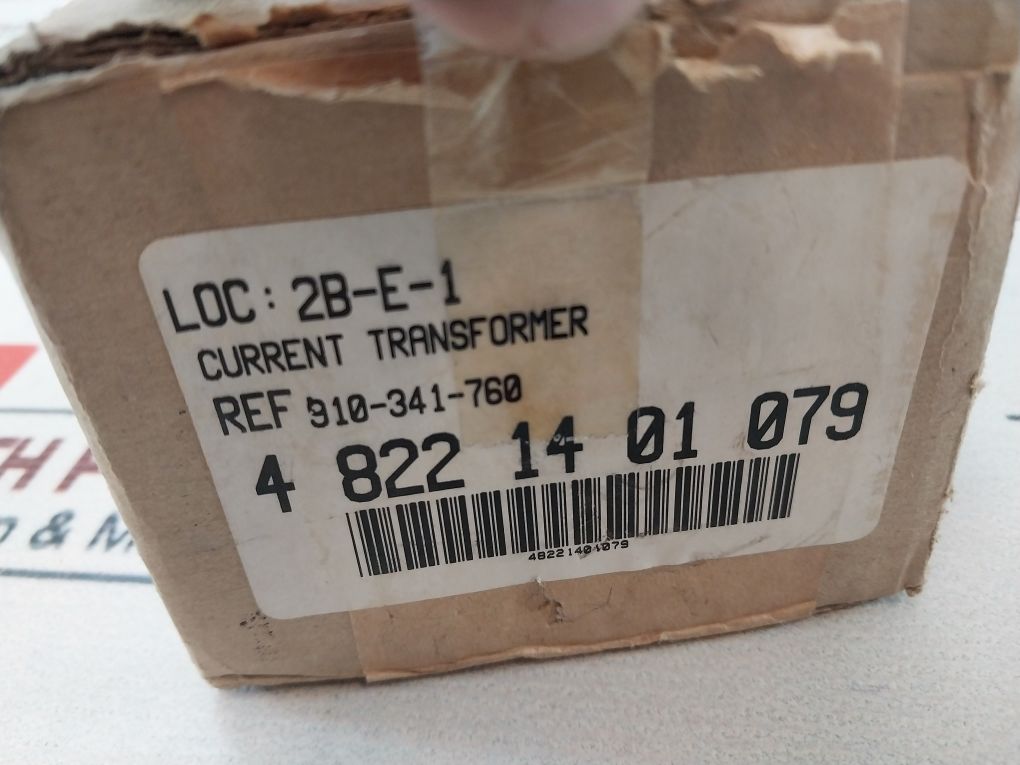 LOC: 2B-E-1
CURRENT TRANSFORMER
REF 910-341-760
4 822 14 01 079
48221401079
& M